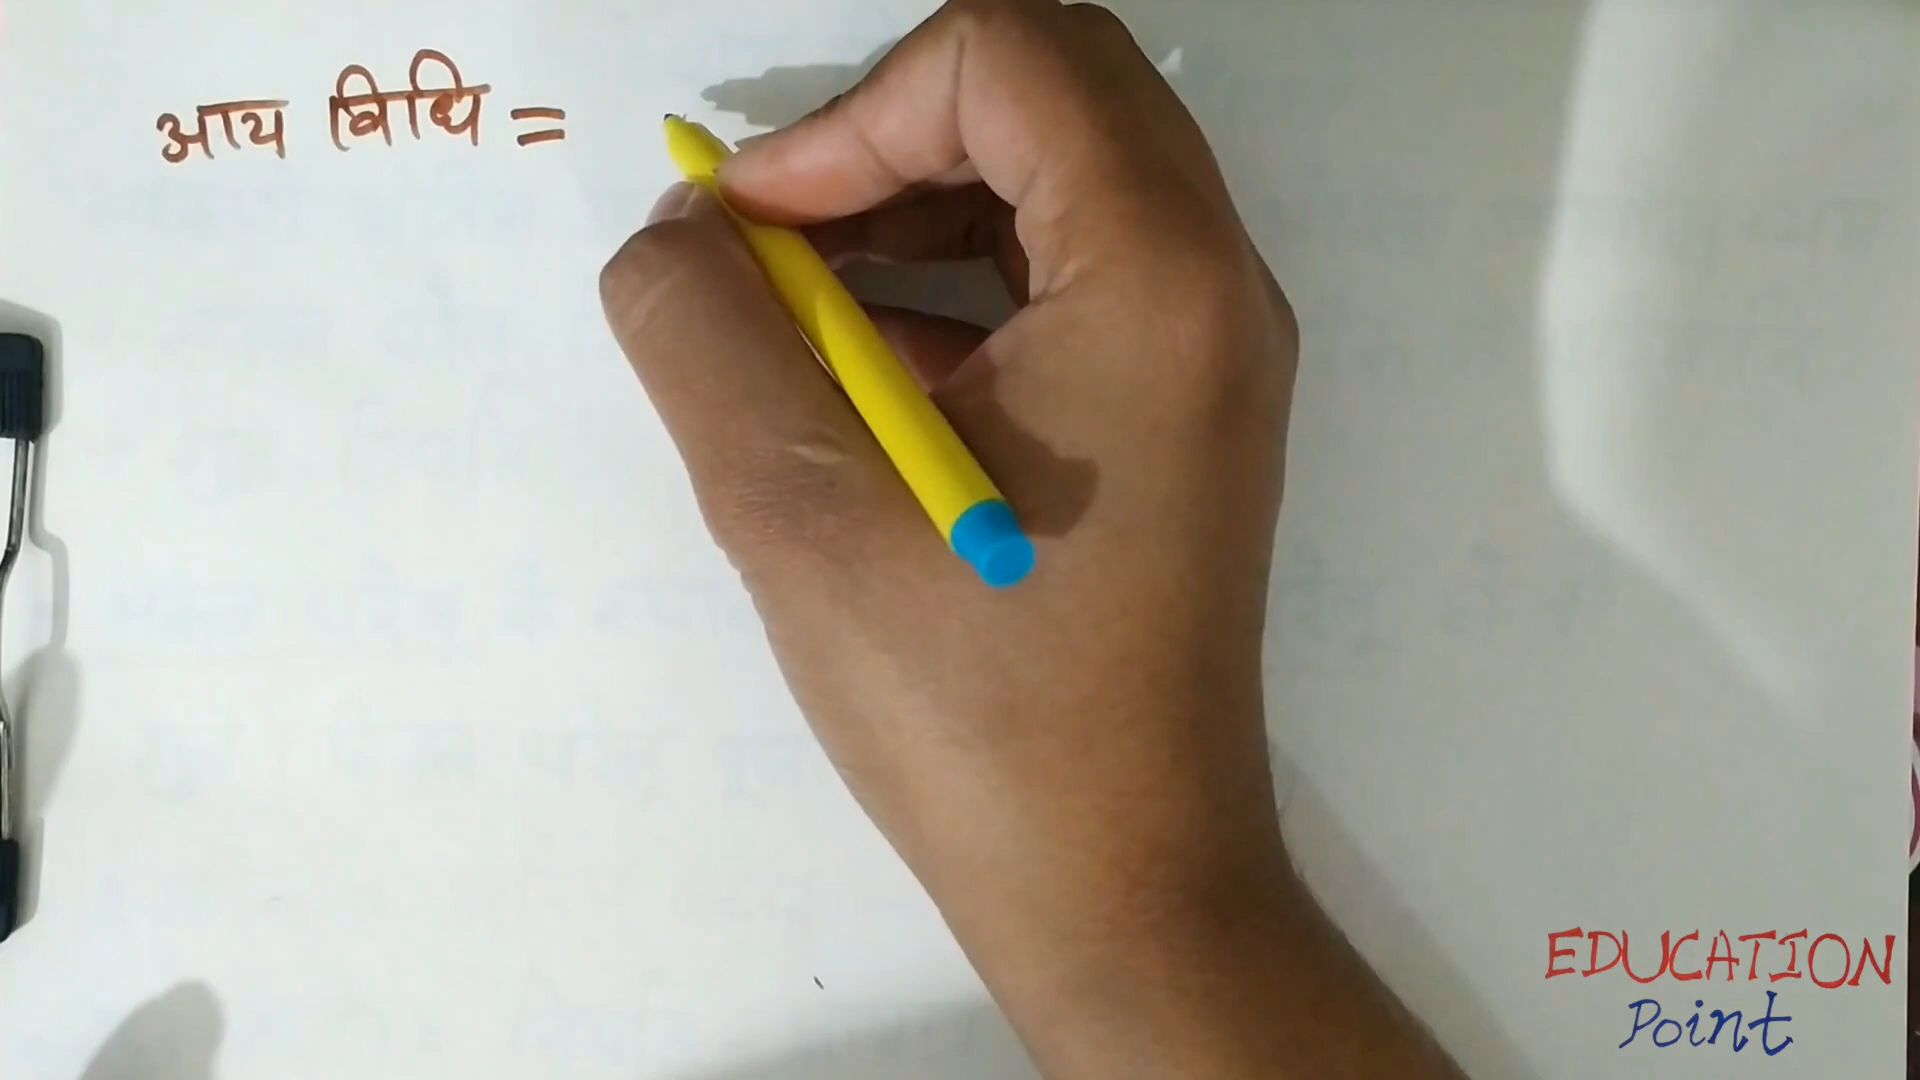 आय विधि =
EDUCATION
Point